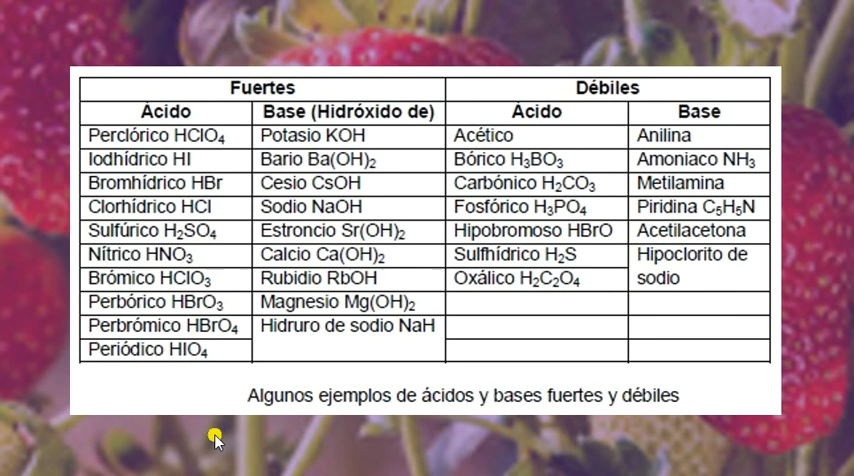 Fuertes Débiles
Ácido Base (Hidróxido de) Ácido Base
Perclórico HClO₄ Potasio KOH Acético Anilina
Iodhídrico HI Bario Ba(OH)₂ Bórico H₃BO₃ Amoniaco NH₃
Bromhídrico HBr Cesio CsOH Carbónico H₂CO₃ Metilamina
Clorhídrico HCl Sodio NaOH Fosfórico H₃PO₄ Piridina C₅H₅N
Sulfúrico H₂SO₄ Estroncio Sr(OH)₂ Hipobromoso HBrO Acetilacetona
Nítrico HNO₃ Calcio Ca(OH)₂ Sulfhídrico H₂S Hipoclorito de
Brómico HClO₃ Rubidio RbOH Oxálico H₂C₂O₄ sodio
Perbórico HBrO₃ Magnesio Mg(OH)₂
Perbrómico HBrO₄ Hidruro de sodio NaH
Periódico HIO₄
Algunos ejemplos de ácidos y bases fuertes y débiles